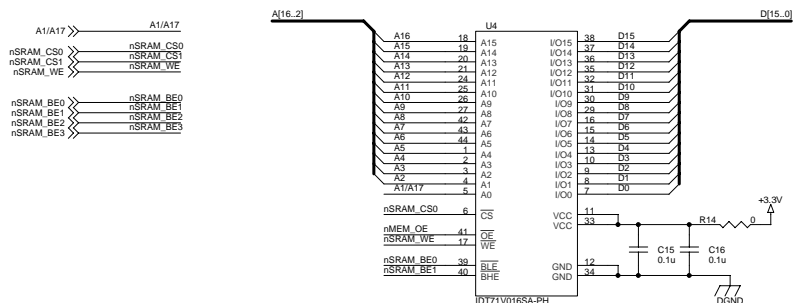 A[16..2]
D[15..0]
A1/A17
A1/A17
nSRAM_CS0
nSRAM_CS0
nSRAM_CS1
nSRAM_CS1
nSRAM_WE
nSRAM_WE
nSRAM_BE0
nSRAM_BE0
nSRAM_BE1
nSRAM_BE1
nSRAM_BE2
nSRAM_BE2
nSRAM_BE3
nSRAM_BE3
U4
A16 18 A15 I/O15 38 D15
A15 19 A14 I/O14 37 D14
A14 20 A13 I/O13 36 D13
A13 21 A12 I/O12 35 D12
A12 24 A11 I/O11 32 D11
A11 25 A10 I/O10 31 D10
A10 26 A9 I/O9 30 D9
A9 27 A8 I/O8 29 D8
A8 42 A7 I/O7 16 D7
A7 43 A6 I/O6 15 D6
A6 44 A5 I/O5 14 D5
A5 1 A4 I/O4 13 D4
A4 2 A3 I/O3 10 D3
A3 3 A2 I/O2 9 D2
A2 4 A1 I/O1 8 D1
A1/A17 5 A0 I/O0 7 D0
nSRAM_CS0 6 CS VCC 11
VCC 33
nMEM_OE 41 OE
nSRAM_WE 17 WE
nSRAM_BE0 39 BLE GND 12
nSRAM_BE1 40 BHE GND 34
IDT71V016SA-PH
+3.3V
R14 0
C15
0.1u
C16
0.1u
DGND